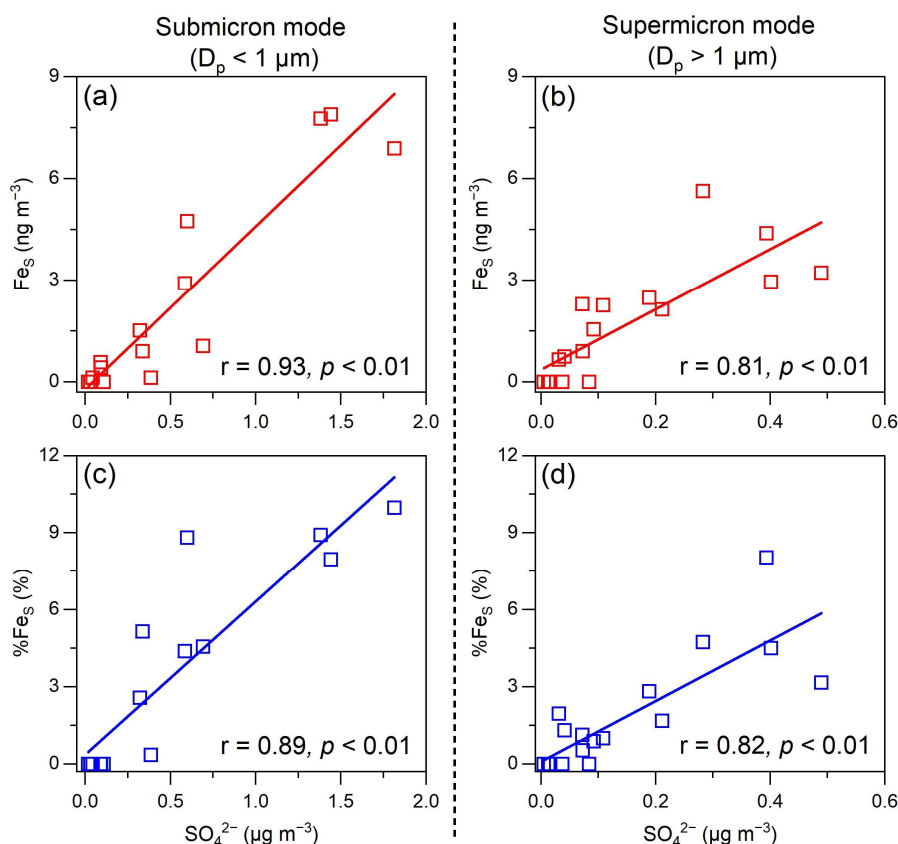 Submicron mode
(Dₚ < 1 μm)
Supermicron mode
(Dₚ > 1 μm)
(a)
9
6
3
0
Feₛ (ng m⁻³)
0.0 0.5 1.0 1.5 2.0
r = 0.93, p < 0.01
(b)
9
6
3
0
Feₛ (ng m⁻³)
0.0 0.2 0.4 0.6
r = 0.81, p < 0.01
(c)
12
9
6
3
0
%Feₛ (%)
0.0 0.5 1.0 1.5 2.0
SO₄²⁻ (μg m⁻³)
r = 0.89, p < 0.01
(d)
12
9
6
3
0
%Feₛ (%)
0.0 0.2 0.4 0.6
SO₄²⁻ (μg m⁻³)
r = 0.82, p < 0.01